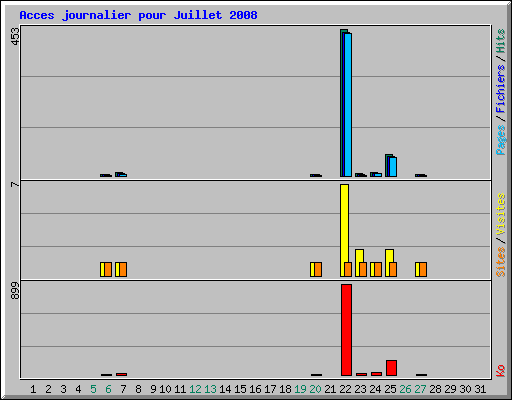 Acces journalier pour Juillet 2008
453
7
899
Pages / Fichiers / Hits
Sites / Visites
Ko
1 2 3 4 5 6 7 8 9 10 11 12 13 14 15 16 17 18 19 20 21 22 23 24 25 26 27 28 29 30 31